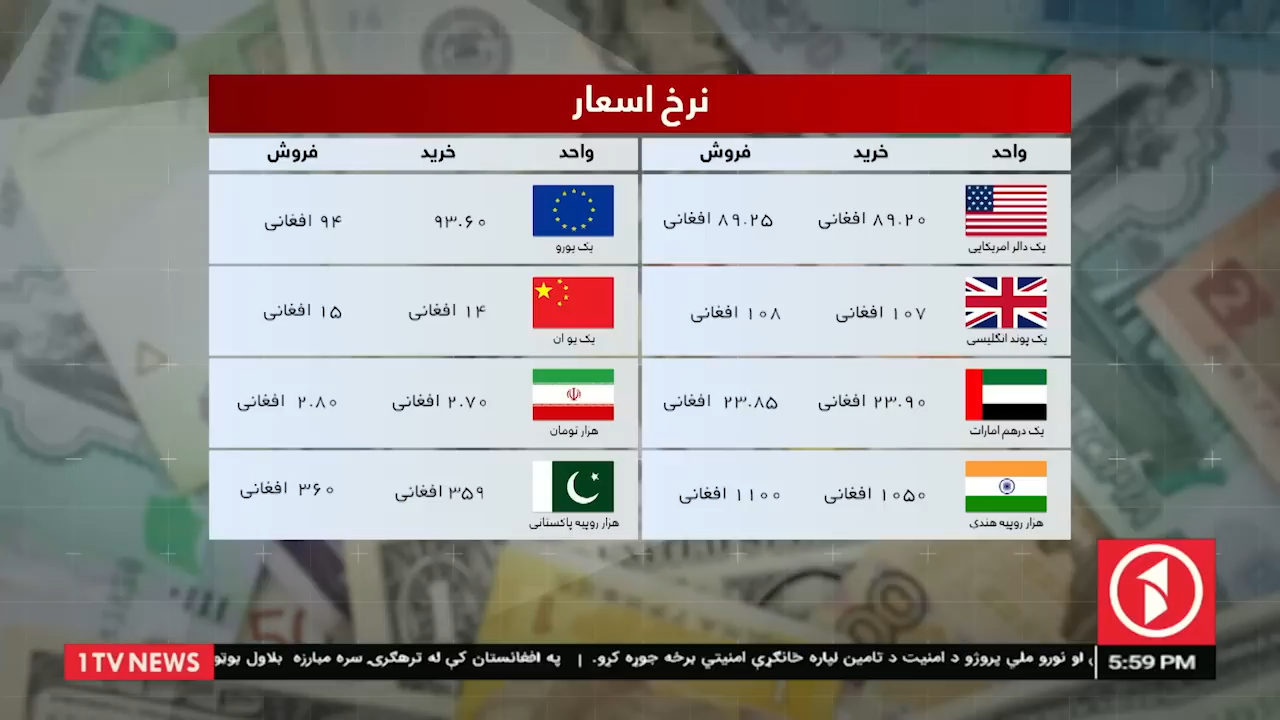 نرخ اسعار
واحد خرید فروش
یک دالر امریکایی ۸۹.۲۰ افغانی ۸۹.۲۵ افغانی
یک پوند انگلیسی ۱۰۷ افغانی ۱۰۸ افغانی
یک درهم امارات ۲۳.۹۰ افغانی ۲۳.۸۵ افغانی
هزار روپیه هندی ۱۰۵۰ افغانی ۱۱۰۰ افغانی
واحد خرید فروش
یک یورو ۹۳.۶۰ ۹۴ افغانی
یک یو ان ۱۴ افغانی ۱۵ افغانی
هزار تومان ۲.۷۰ افغانی ۲.۸۰ افغانی
هزار روپیه پاکستانی ۳۵۹ افغانی ۳۶۰ افغانی
1TV NEWS
او نورو ملي پروژو د امنیت د تامین لپاره ځانګړې امنیتي برخه جوړه کړو. | په افغانستان کې له ترهګرۍ سره مبارزه بلاول بوتو
5:59 PM